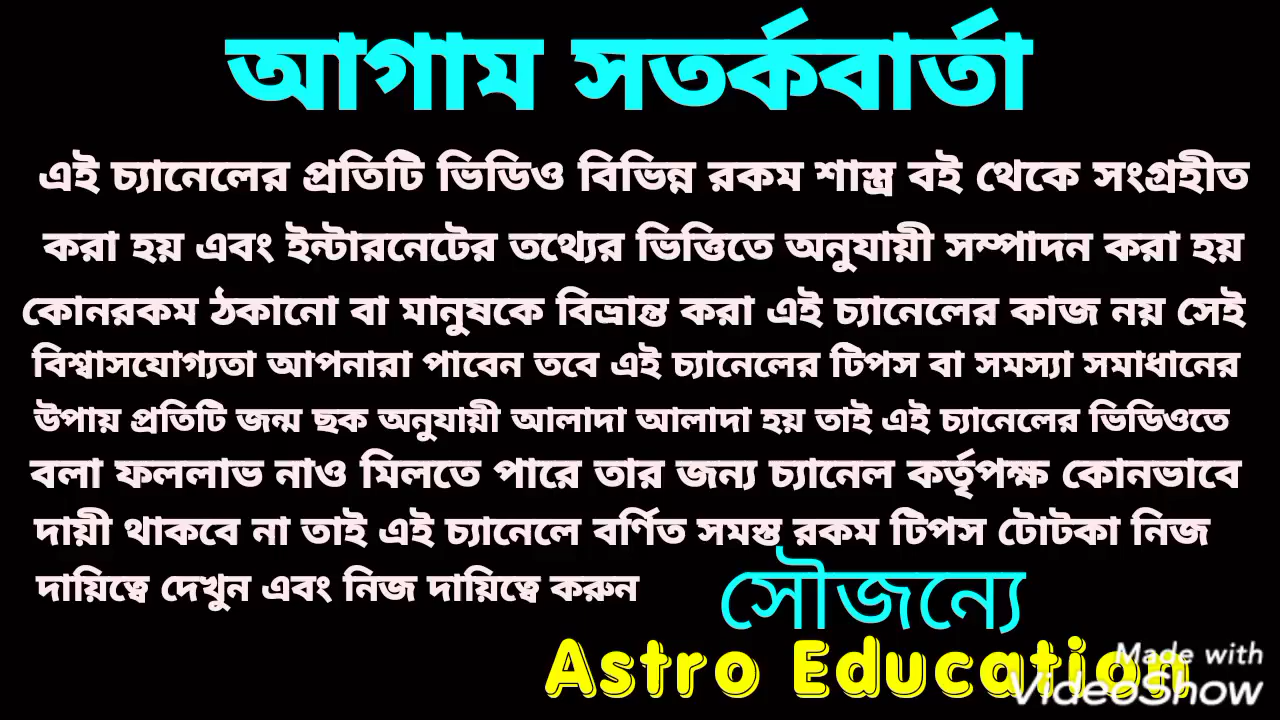 আগাম সতর্কবার্তা
এই চ্যানেলের প্রতিটি ভিডিও বিভিন্ন রকম শাস্ত্র বই থেকে সংগ্রহীত
করা হয় এবং ইন্টারনেটের তথ্যের ভিত্তিতে অনুযায়ী সম্পাদন করা হয়
কোনরকম ঠকানো বা মানুষকে বিভ্রান্ত করা এই চ্যানেলের কাজ নয় সেই
বিশ্বাসযোগ্যতা আপনারা পাবেন তবে এই চ্যানেলের টিপস বা সমস্যা সমাধানের
উপায় প্রতিটি জন্ম ছক অনুযায়ী আলাদা আলাদা হয় তাই এই চ্যানেলের ভিডিওতে
বলা ফললাভ নাও মিলতে পারে তার জন্য চ্যানেল কর্তৃপক্ষ কোনভাবে
দায়ী থাকবে না তাই এই চ্যানেলে বর্ণিত সমস্ত রকম টিপস টোটকা নিজ
দায়িত্বে দেখুন এবং নিজ দায়িত্বে করুন
সৌজন্যে
Astro Education
Made with
VideoShow